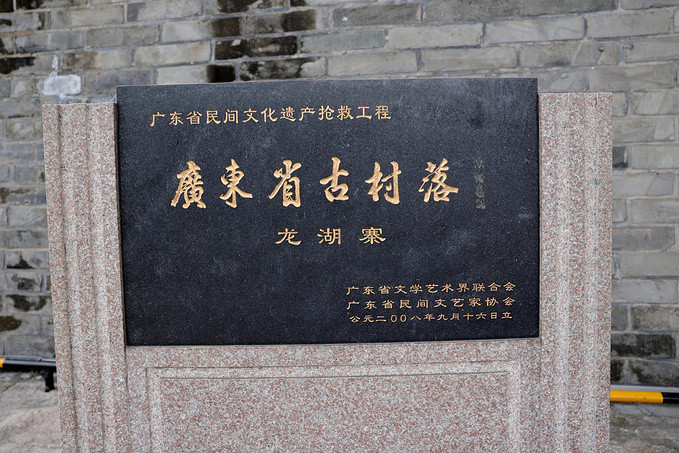 广东省民间文化遗产抢救工程
廣東省古村落
龙湖寨
广东省文学艺术界联合会
广东省民间文艺家协会
公元二〇〇八年九月十六日立